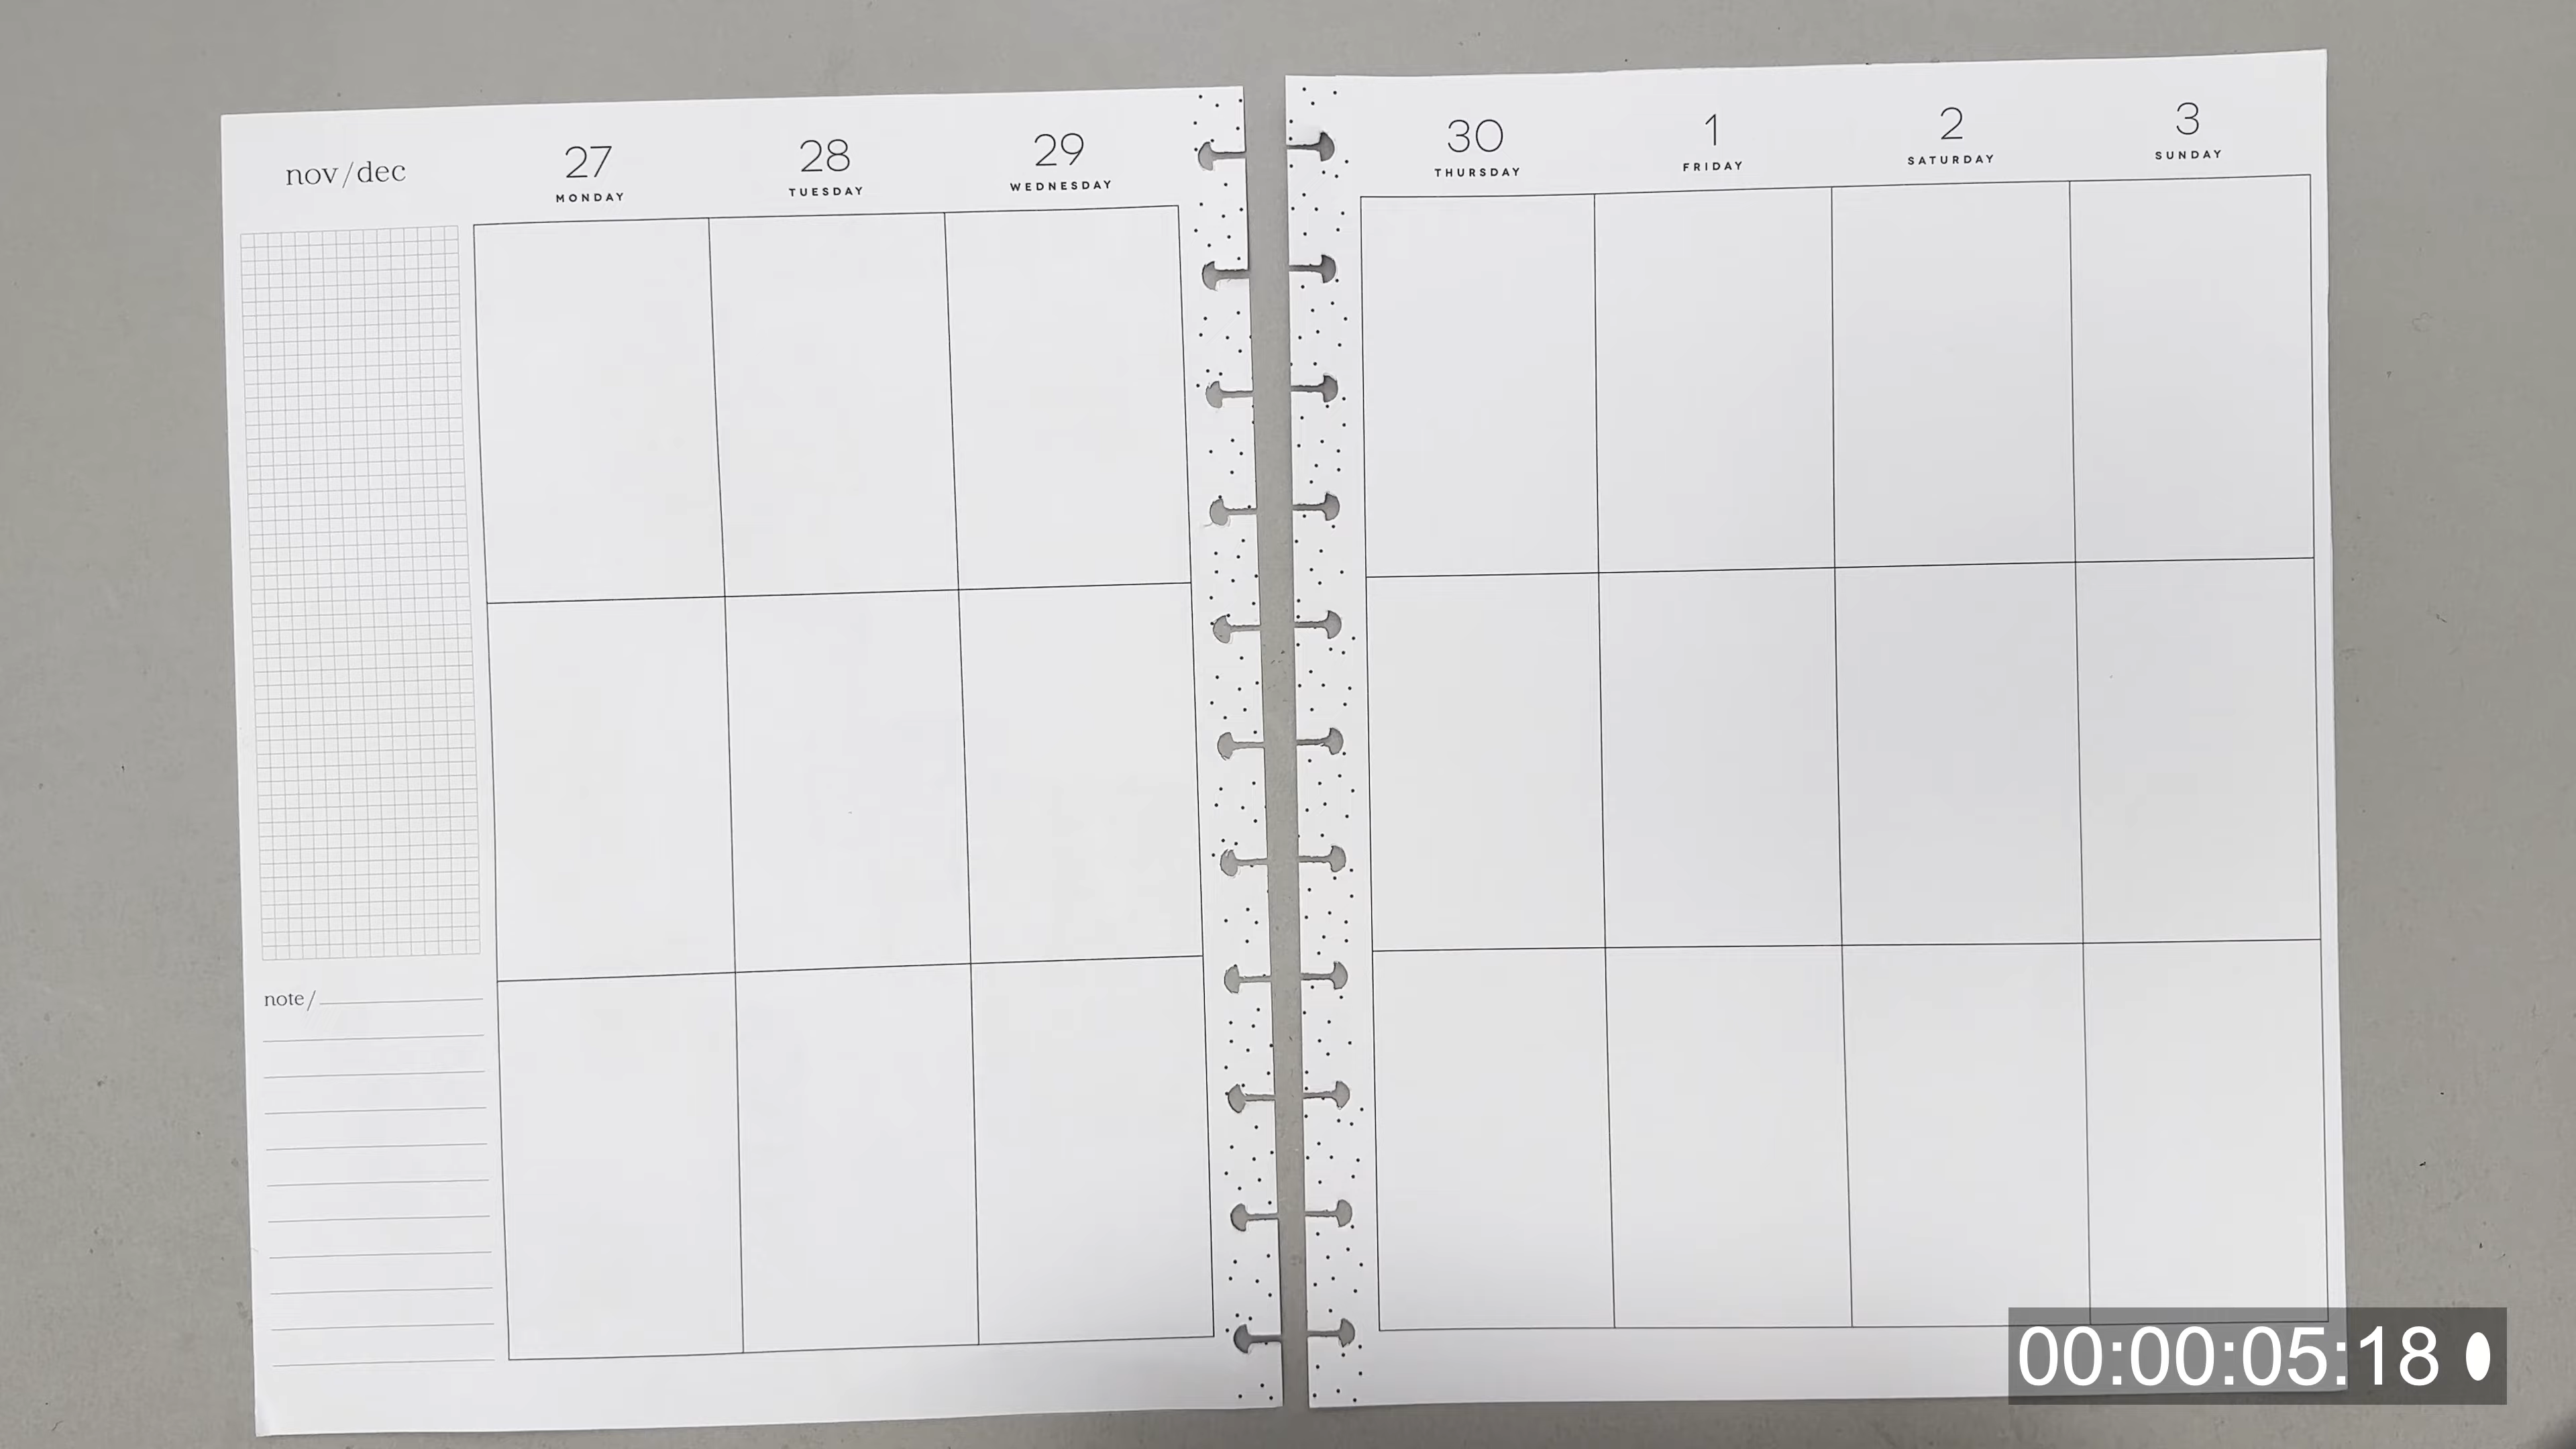 nov/dec
27
MONDAY
28
TUESDAY
29
WEDNESDAY
30
THURSDAY
1
FRIDAY
2
SATURDAY
3
SUNDAY
note/
00:00:05:18